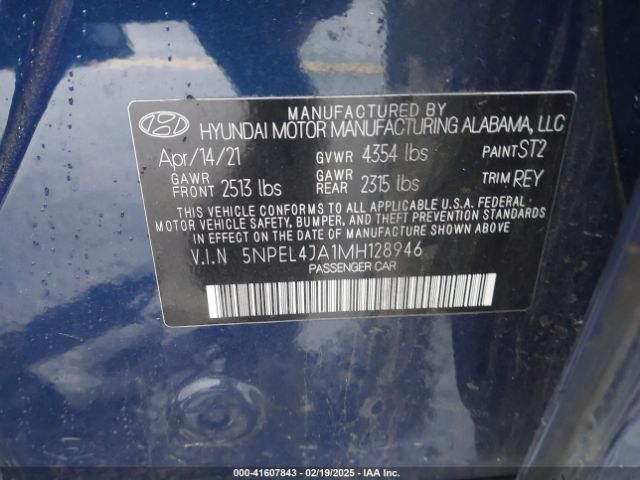 MANUFACTURED BY
HYUNDAI MOTOR MANUFACTURING ALABAMA, LLC
Apr/14/21 GVWR 4354 lbs PAINT ST2
GAWR FRONT 2513 lbs GAWR REAR 2315 lbs TRIM REY
THIS VEHICLE CONFORMS TO ALL APPLICABLE U.S.A. FEDERAL
MOTOR VEHICLE SAFETY, BUMPER, AND THEFT PREVENTION STANDARDS
IN EFFECT ON THE DATE OF MANUFACTURE SHOWN ABOVE.
V.I.N 5NPEL4JA1MH128946
PASSENGER CAR
000-41607843 - 02/19/2025 - IAA Inc.